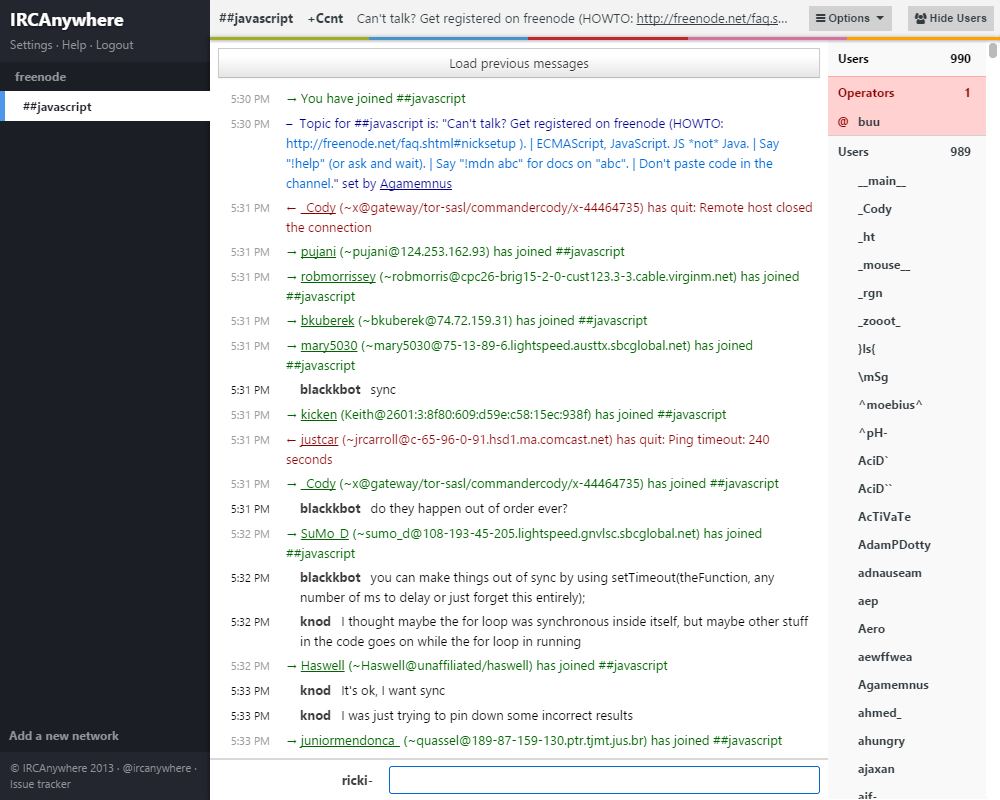 IRCAnywhere
Settings · Help · Logout
freenode
##javascript
Add a new network
© IRCAnywhere 2013 · @ircanywhere ·
Issue tracker
##javascript +Ccnt Can't talk? Get registered on freenode (HOWTO: http://freenode.net/faq.s...
Options
Hide Users
Load previous messages
5:30 PM → You have joined ##javascript
5:30 PM – Topic for ##javascript is: "Can't talk? Get registered on freenode (HOWTO:
http://freenode.net/faq.shtml#nicksetup ). | ECMAScript, JavaScript. JS *not* Java. | Say
"!help" (or ask and wait). | Say "!mdn abc" for docs on "abc". | Don't paste code in the
channel." set by Agamemnus
5:31 PM ← _Cody (~x@gateway/tor-sasl/commandercody/x-44464735) has quit: Remote host closed
the connection
5:31 PM → pujani (~pujani@124.253.162.93) has joined ##javascript
5:31 PM → robmorrissey (~robmorris@cpc26-brig15-2-0-cust123.3-3.cable.virginm.net) has joined
##javascript
5:31 PM → bkuberek (~bkuberek@74.72.159.31) has joined ##javascript
5:31 PM → mary5030 (~mary5030@75-13-89-6.lightspeed.austtx.sbcglobal.net) has joined
##javascript
5:31 PM blackkbot sync
5:31 PM → kicken (Keith@2601:3:8f80:609:d59e:c58:15ec:938f) has joined ##javascript
5:31 PM ← justcar (~jrcarroll@c-65-96-0-91.hsd1.ma.comcast.net) has quit: Ping timeout: 240
seconds
5:31 PM → _Cody (~x@gateway/tor-sasl/commandercody/x-44464735) has joined ##javascript
5:31 PM blackkbot do they happen out of order ever?
5:32 PM → SuMo_D (~sumo_d@108-193-45-205.lightspeed.gnvlsc.sbcglobal.net) has joined
##javascript
5:32 PM blackkbot you can make things out of sync by using setTimeout(theFunction, any
number of ms to delay or just forget this entirely);
5:32 PM knod I thought maybe the for loop was synchronous inside itself, but maybe other stuff
in the code goes on while the for loop in running
5:32 PM → Haswell (~Haswell@unaffiliated/haswell) has joined ##javascript
5:33 PM knod It's ok, I want sync
5:33 PM knod I was just trying to pin down some incorrect results
5:33 PM → juniormendonca_ (~quassel@189-87-159-130.ptr.tjmt.jus.br) has joined ##javascript
ricki-
Users 990
Operators 1
@ buu
Users 989
__main__
_Cody
_ht
_mouse__
_rgn
_zooot_
}ls{
\mSg
^moebius^
^pH-
AciD`
AciD``
AcTiVaTe
AdamPDotty
adnauseam
aep
Aero
aewffwea
Agamemnus
ahmed_
ahungry
ajaxan